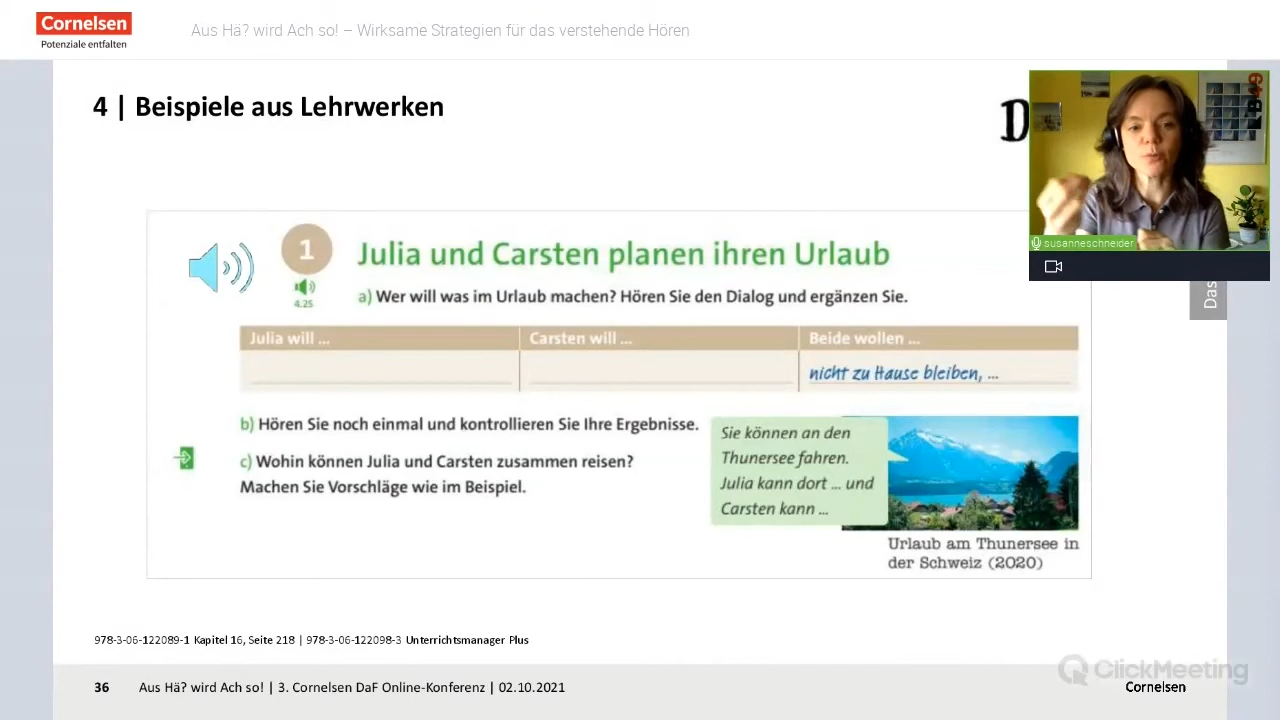 Cornelsen
Potenziale entfalten
Aus Hä? wird Ach so! – Wirksame Strategien für das verstehende Hören
4 | Beispiele aus Lehrwerken
D
susanneschneider
Das
1
4.25
Julia und Carsten planen ihren Urlaub
a) Wer will was im Urlaub machen? Hören Sie den Dialog und ergänzen Sie.
Julia will ...
Carsten will ...
Beide wollen ...
nicht zu Hause bleiben, ...
b) Hören Sie noch einmal und kontrollieren Sie Ihre Ergebnisse.
c) Wohin können Julia und Carsten zusammen reisen?
Machen Sie Vorschläge wie im Beispiel.
Sie können an den
Thunersee fahren.
Julia kann dort ... und
Carsten kann ...
Urlaub am Thunersee in
der Schweiz (2020)
978-3-06-122089-1 Kapitel 16, Seite 218 | 978-3-06-122098-3 Unterrichtsmanager Plus
36 Aus Hä? wird Ach so! | 3. Cornelsen DaF Online-Konferenz | 02.10.2021
ClickMeeting
Cornelsen